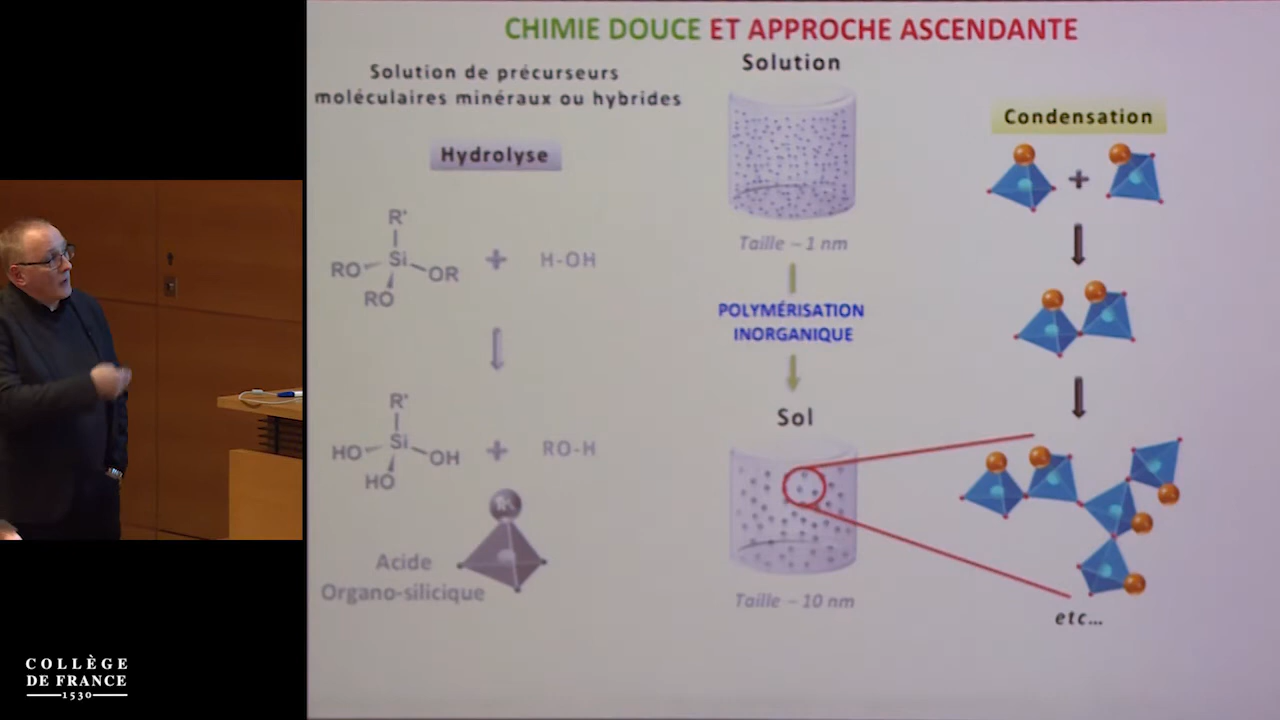 CHIMIE DOUCE ET APPROCHE ASCENDANTE
Solution de précurseurs
moléculaires minéraux ou hybrides
Hydrolyse
R'
Si
RO
OR
RO
+
H-OH
R'
Si
HO
OH
HO
+
RO-H
Acide
Organo-silicique
Solution
Taille ~ 1 nm
POLYMÉRISATION
INORGANIQUE
Sol
Taille ~ 10 nm
Condensation
+
etc...
COLLÈGE
DE FRANCE
1530